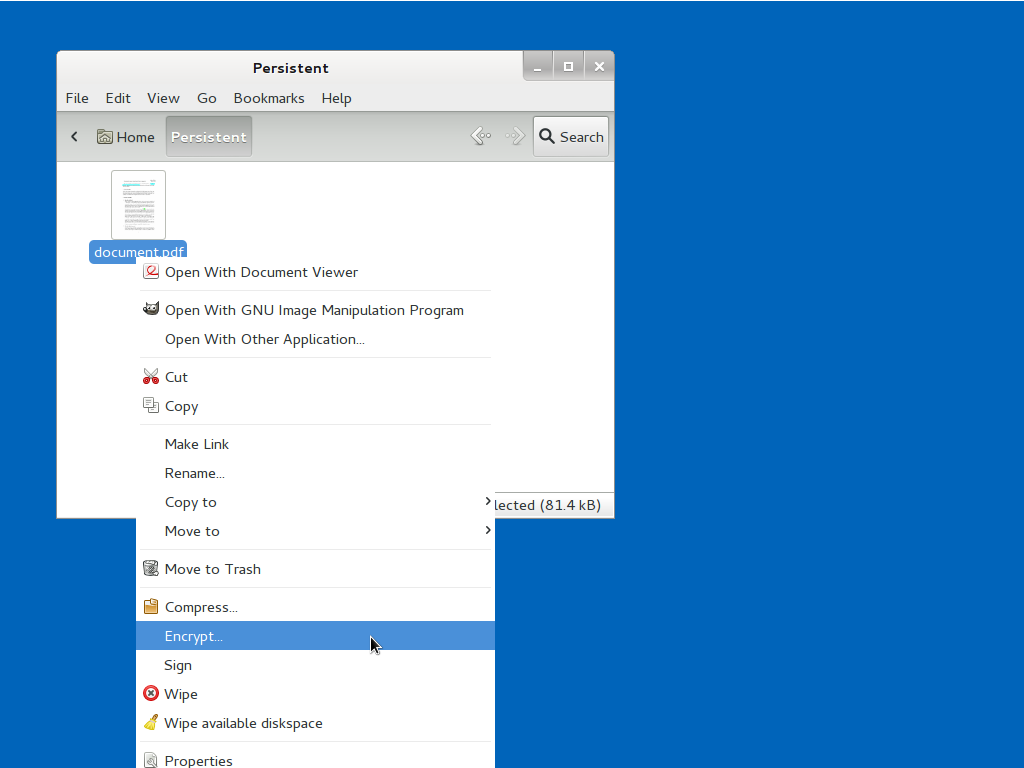 Persistent
File Edit View Go Bookmarks Help
Home Persistent Search
document.pdf
Open With Document Viewer
Open With GNU Image Manipulation Program
Open With Other Application...
Cut
Copy
Make Link
Rename...
Copy to
lected (81.4 kB)
Move to
Move to Trash
Compress...
Encrypt...
Sign
Wipe
Wipe available diskspace
Properties